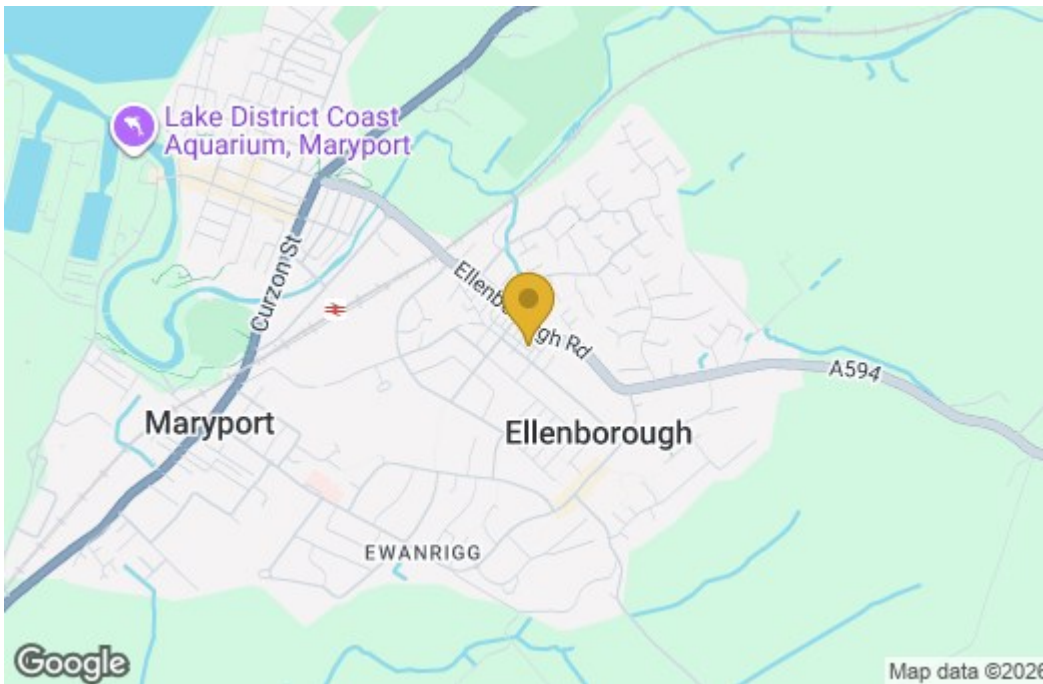 Lake District Coast
Aquarium, Maryport
Curzon St
Ellenborough Rd
A594
Maryport
Ellenborough
EWANRIGG
Google
Map data ©2026